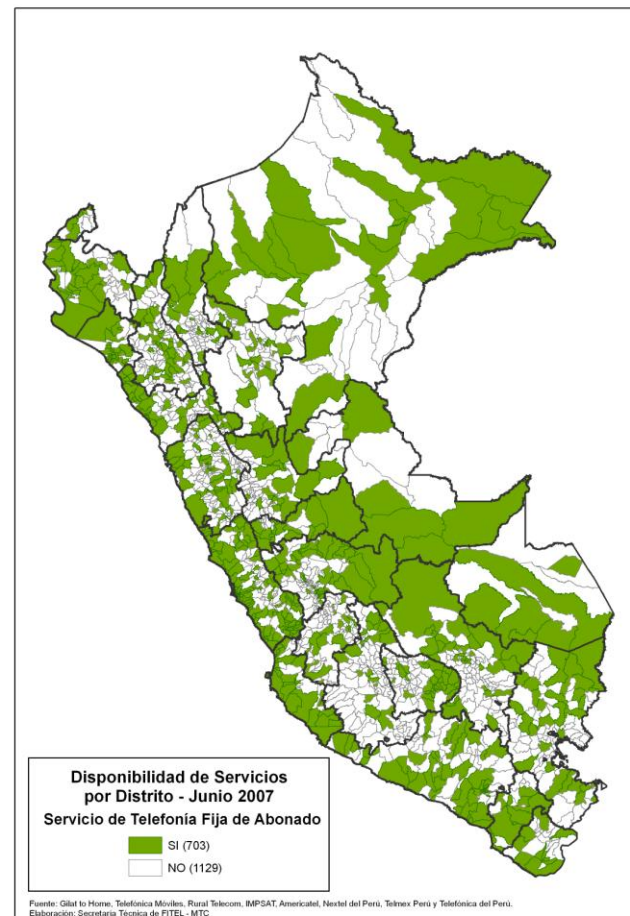 Disponibilidad de Servicios
por Distrito - Junio 2007
Servicio de Telefonía Fija de Abonado
SI (703)
NO (1129)
Fuente: Gilat to Home, Telefónica Móviles, Rural Telecom, IMPSAT, Americatel, Nextel del Perú, Telmex Perú y Telefónica del Perú.
Elaboración: Secretaría Técnica de FITEL - MTC